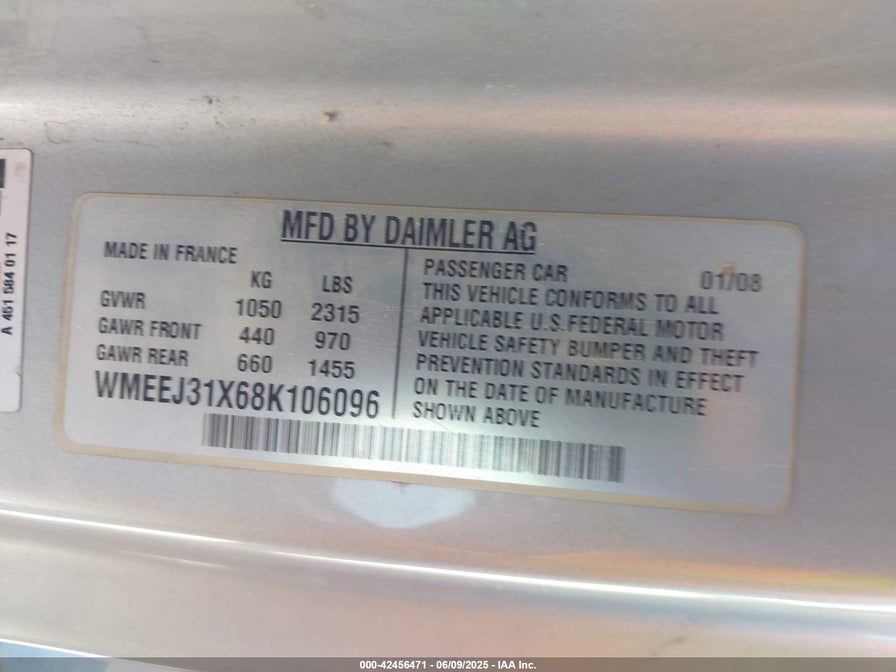 MFD BY DAIMLER AG
MADE IN FRANCE
KG LBS
GVWR 1050 2315
GAWR FRONT 440 970
GAWR REAR 660 1455
WMEEJ31X68K106096
PASSENGER CAR 01/08
THIS VEHICLE CONFORMS TO ALL
APPLICABLE U.S.FEDERAL MOTOR
VEHICLE SAFETY BUMPER AND THEFT
PREVENTION STANDARDS IN EFFECT
ON THE DATE OF MANUFACTURE
SHOWN ABOVE
A 451 584 01 17
000-42456471 - 06/09/2025 - IAA Inc.